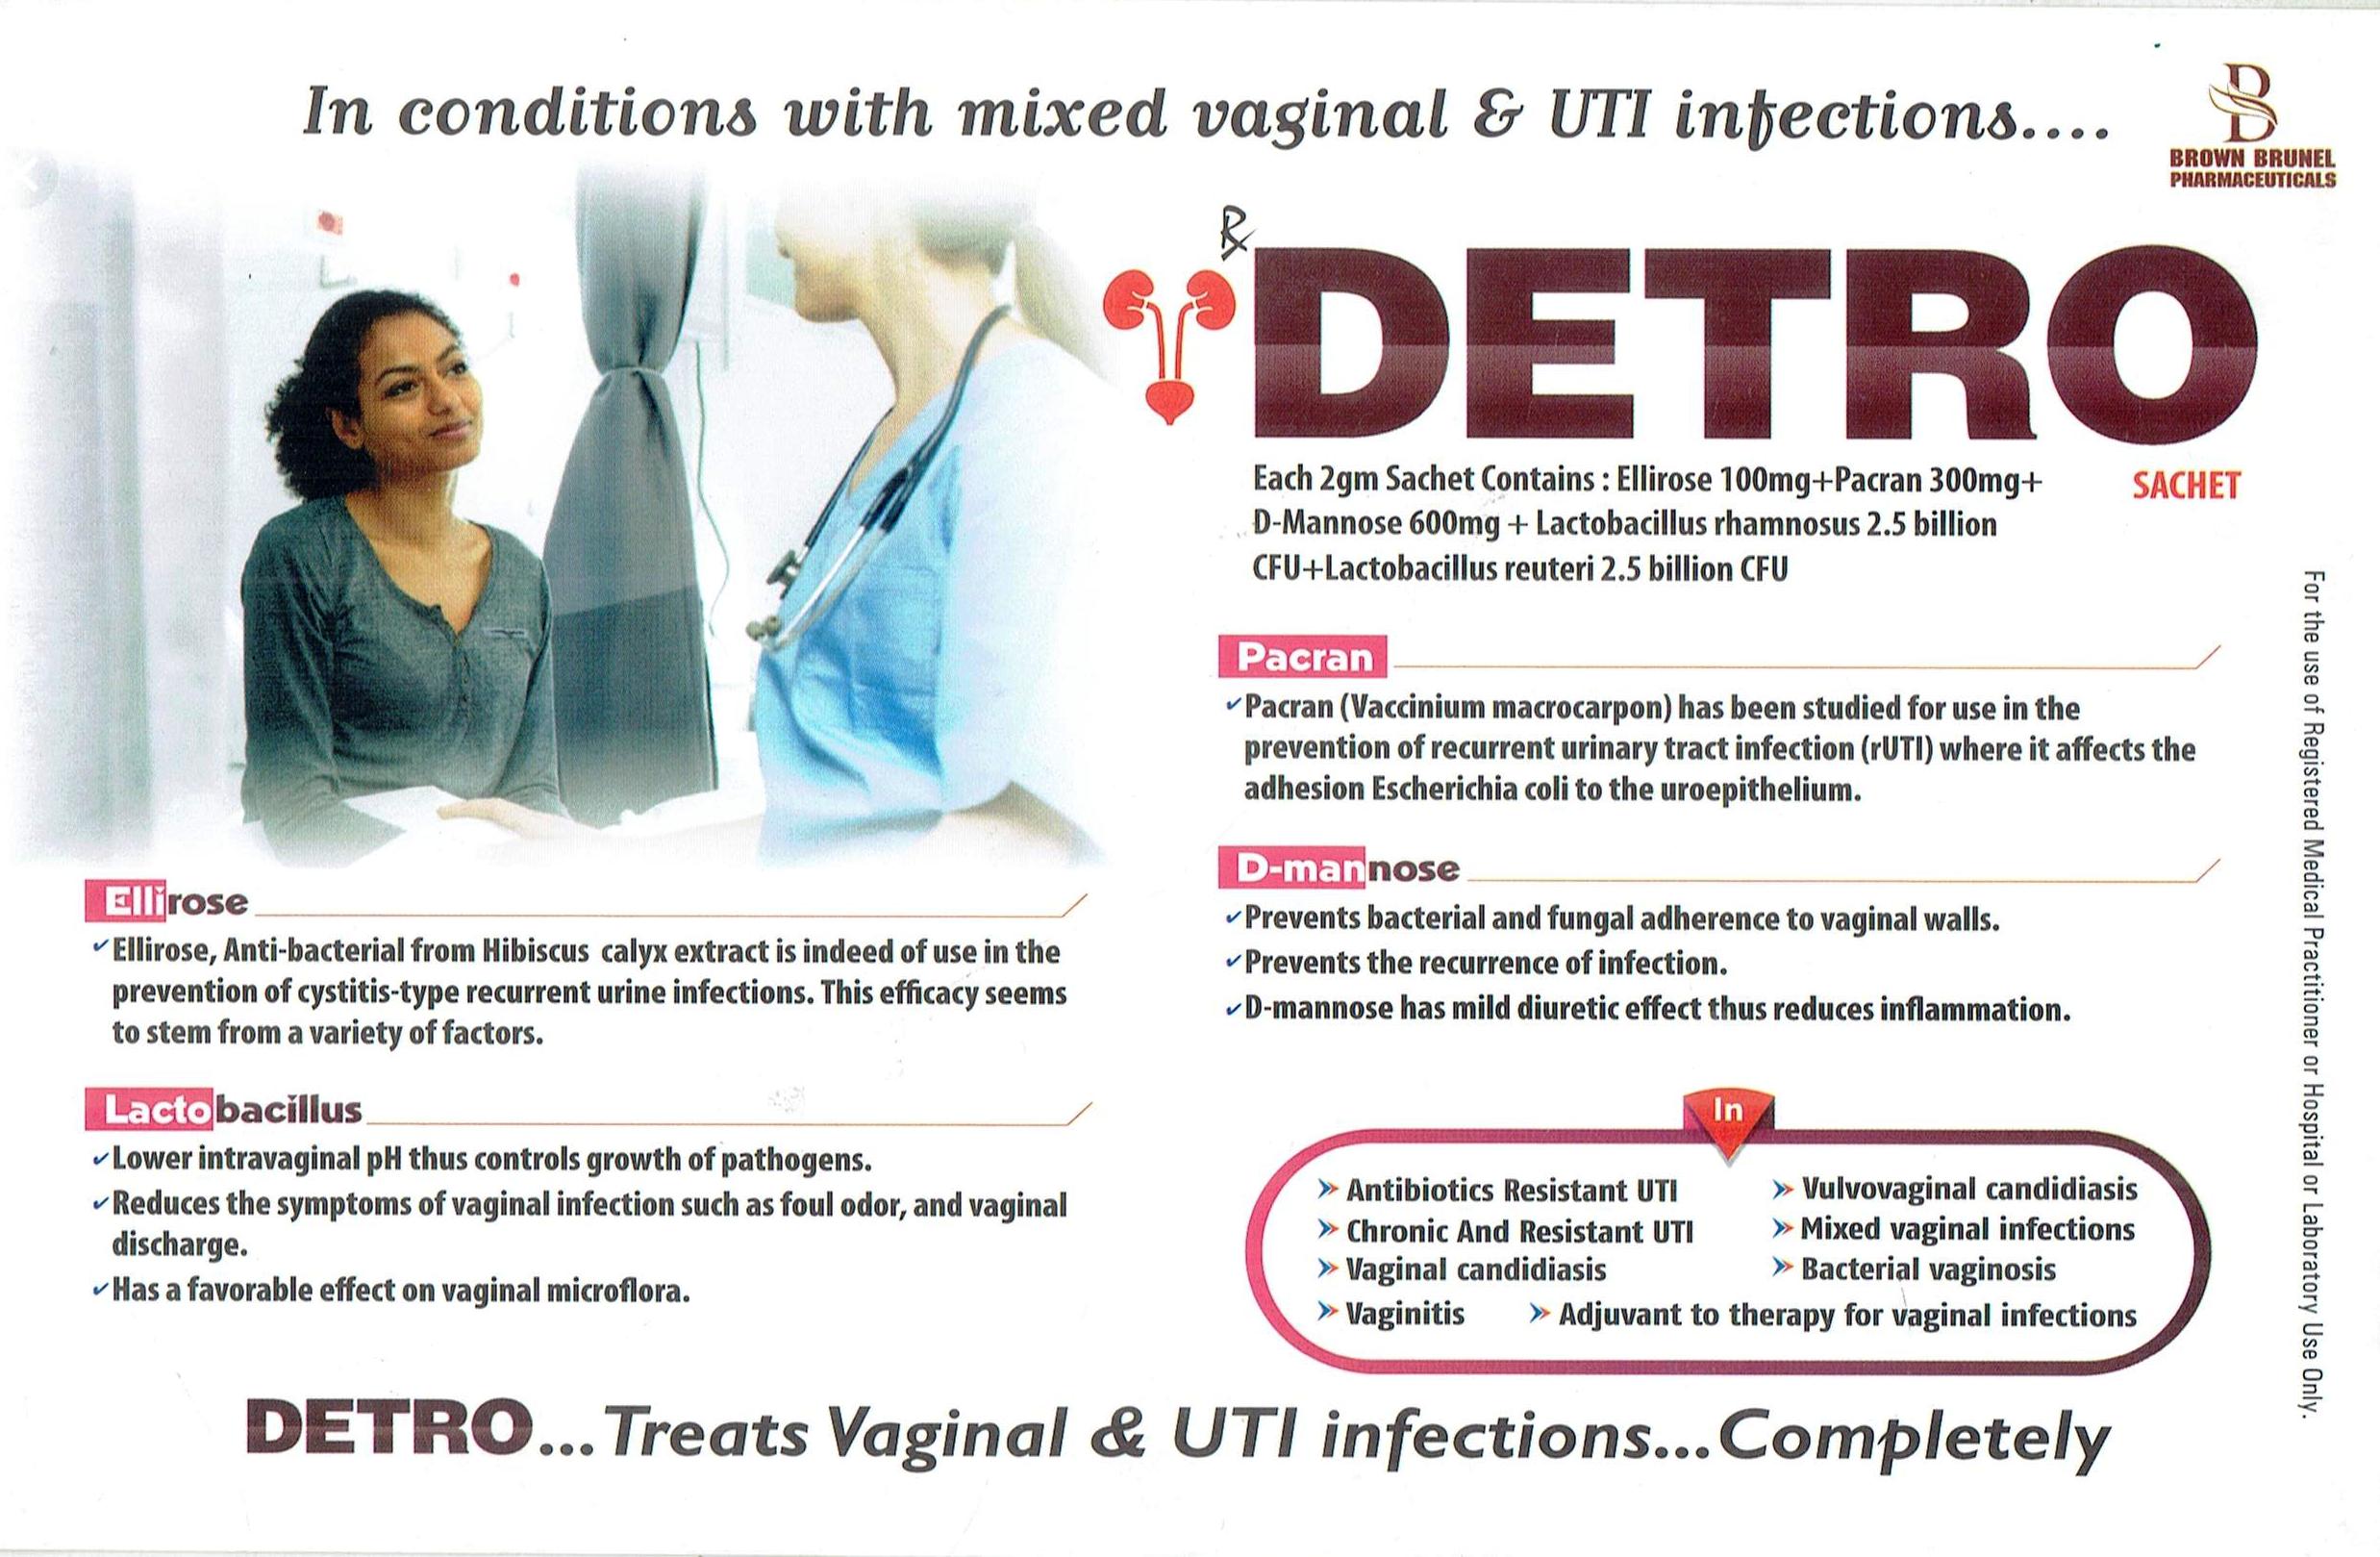 In conditions with mixed vaginal & UTI infections....
BROWN BRUNEL
PHARMACEUTICALS
℞
DETRO
SACHET
Each 2gm Sachet Contains : Ellirose 100mg+Pacran 300mg+
D-Mannose 600mg + Lactobacillus rhamnosus 2.5 billion
CFU+Lactobacillus reuteri 2.5 billion CFU
Pacran
✓Pacran (Vaccinium macrocarpon) has been studied for use in the
prevention of recurrent urinary tract infection (rUTI) where it affects the
adhesion Escherichia coli to the uroepithelium.
D-mannose
✓Prevents bacterial and fungal adherence to vaginal walls.
✓Prevents the recurrence of infection.
✓D-mannose has mild diuretic effect thus reduces inflammation.
Ellirose
✓Ellirose, Anti-bacterial from Hibiscus calyx extract is indeed of use in the
prevention of cystitis-type recurrent urine infections. This efficacy seems
to stem from a variety of factors.
Lactobacillus
✓Lower intravaginal pH thus controls growth of pathogens.
✓Reduces the symptoms of vaginal infection such as foul odor, and vaginal
discharge.
✓Has a favorable effect on vaginal microflora.
In
Antibiotics Resistant UTI
Chronic And Resistant UTI
Vaginal candidiasis
Vaginitis
Vulvovaginal candidiasis
Mixed vaginal infections
Bacterial vaginosis
Adjuvant to therapy for vaginal infections
DETRO...Treats Vaginal & UTI infections...Completely
For the use of Registered Medical Practitioner or Hospital or Laboratory Use Only.